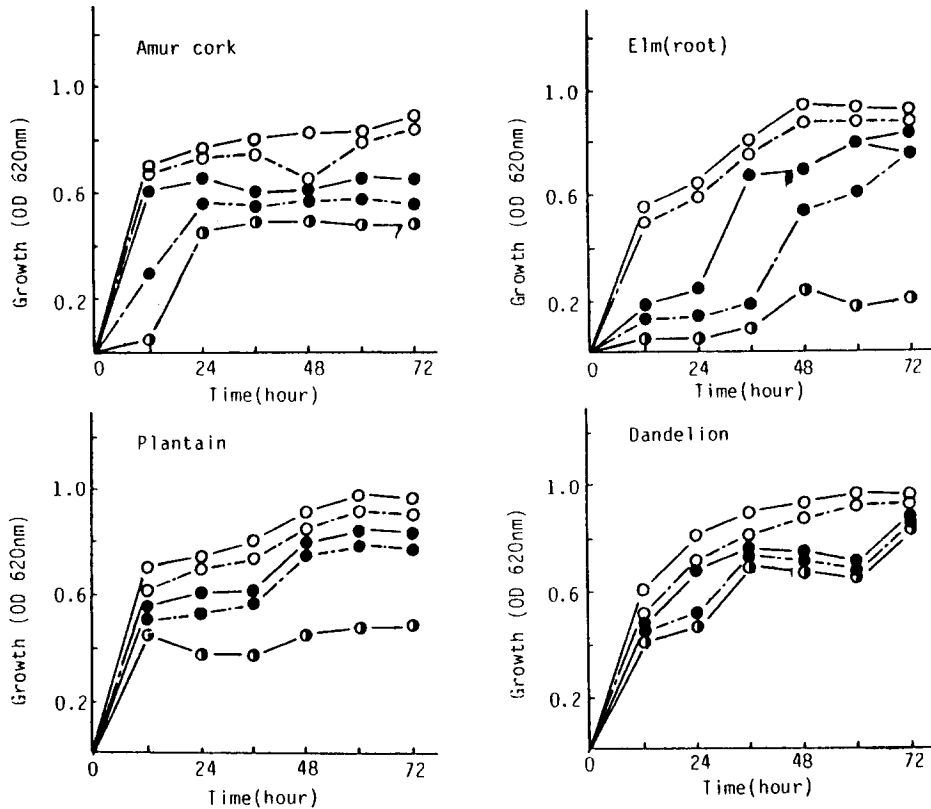 Amur cork
Growth (OD 620nm)
1.0
0.6
0.2
0
24
48
72
Time(hour)
Elm(root)
Growth (OD 620nm)
1.0
0.6
0.2
0
24
48
72
Time(hour)
Plantain
Growth (OD 620nm)
1.0
0.6
0.2
0
24
48
72
Time(hour)
Dandelion
Growth (OD 620nm)
1.0
0.6
0.2
0
24
48
72
Time(hour)